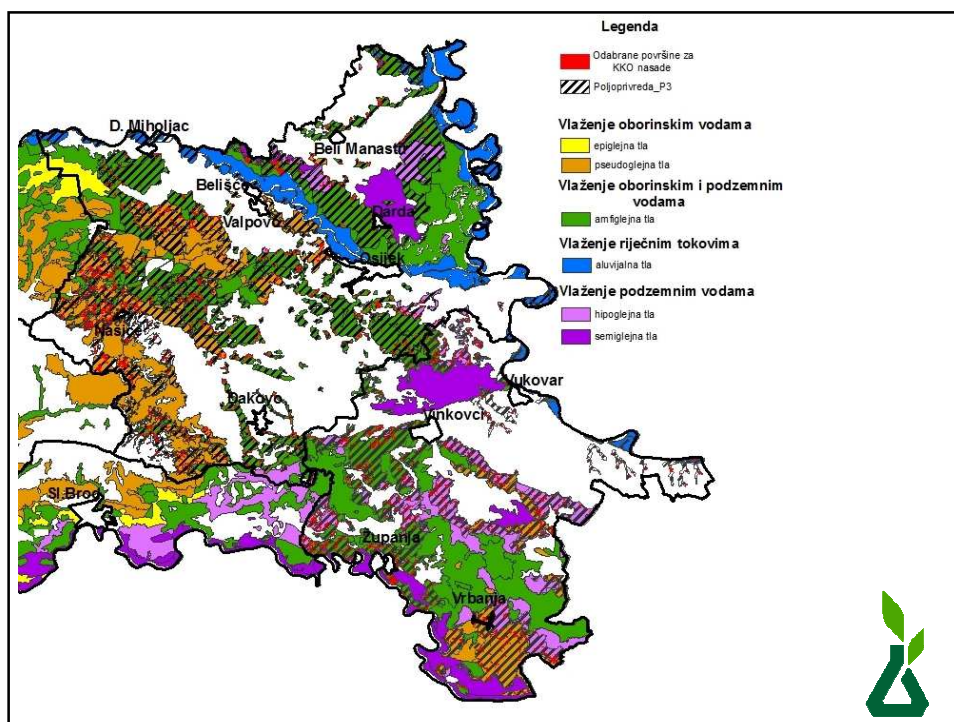 Legenda
Odabrane površine za
KKO nasade
Poljoprivreda_P3
Vlaženje oborinskim vodama
epiglejna tla
pseudoglejna tla
Vlaženje oborinskim i podzemnim
vodama
amfiglejna tla
Vlaženje riječnim tokovima
aluvijalna tla
Vlaženje podzemnim vodama
hipoglejna tla
semiglejna tla
D. Miholjac
Beli Manastir
Belišće
Darda
Valpovo
Osijek
Našice
Vukovar
Đakovo
Vinkovci
Sl.Brod
Županja
Vrbanja